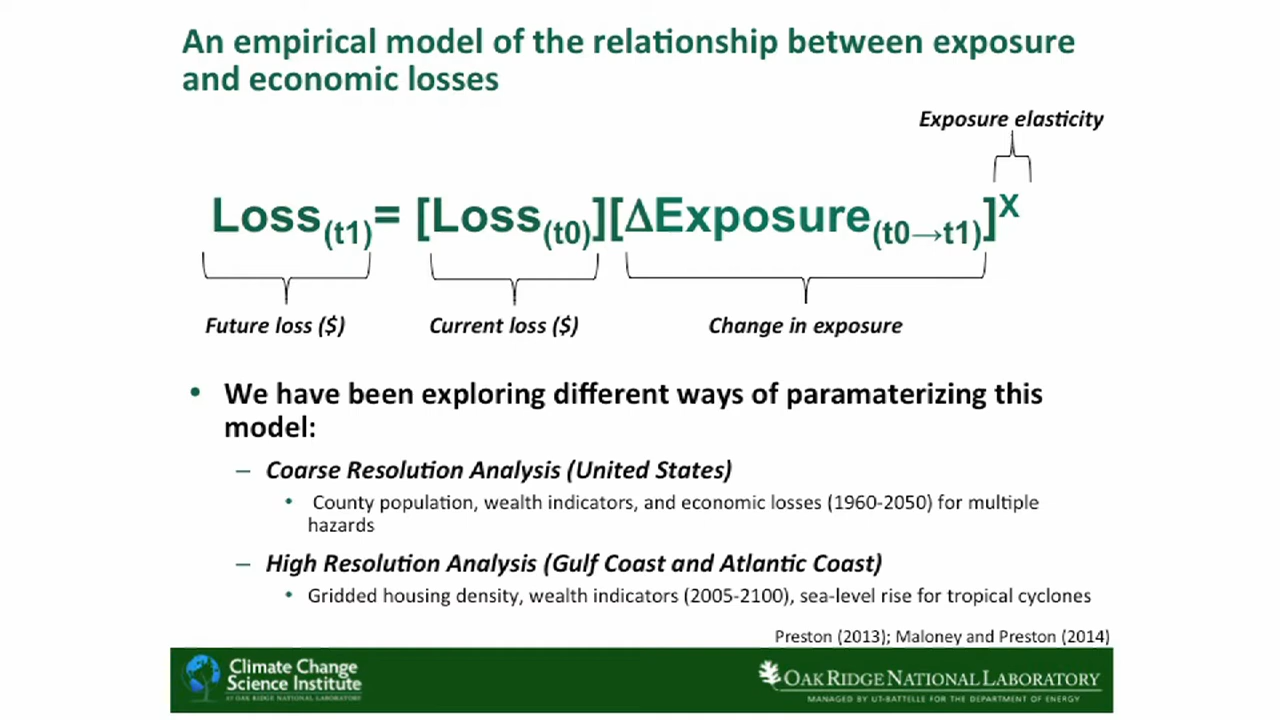 An empirical model of the relationship between exposure
and economic losses
Exposure elasticity
Loss(t1)= [Loss(t0)][ΔExposure(t0→t1)]x
Future loss ($) Current loss ($) Change in exposure
• We have been exploring different ways of paramaterizing this
model:
– Coarse Resolution Analysis (United States)
• County population, wealth indicators, and economic losses (1960-2050) for multiple
hazards
– High Resolution Analysis (Gulf Coast and Atlantic Coast)
• Gridded housing density, wealth indicators (2005-2100), sea-level rise for tropical cyclones
Preston (2013); Maloney and Preston (2014)
Climate Change
Science Institute
AT OAK RIDGE NATIONAL LABORATORY
OAK RIDGE NATIONAL LABORATORY
MANAGED BY UT-BATTELLE FOR THE DEPARTMENT OF ENERGY